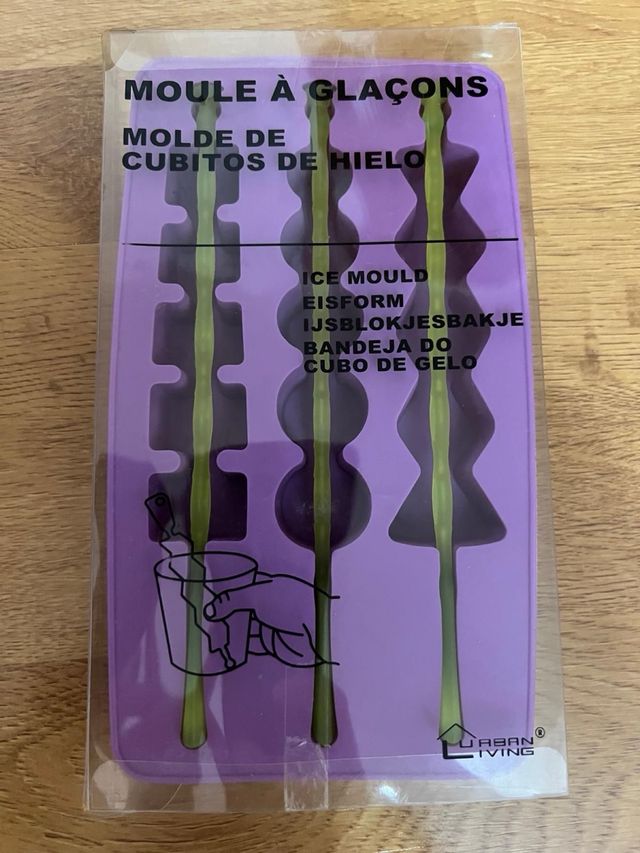 MOULE À GLAÇONS
MOLDE DE
CUBITOS DE HIELO
ICE MOULD
EISFORM
IJSBLOKJESBAKJE
BANDEJA DO
CUBO DE GELO
URBAN®
LIVING